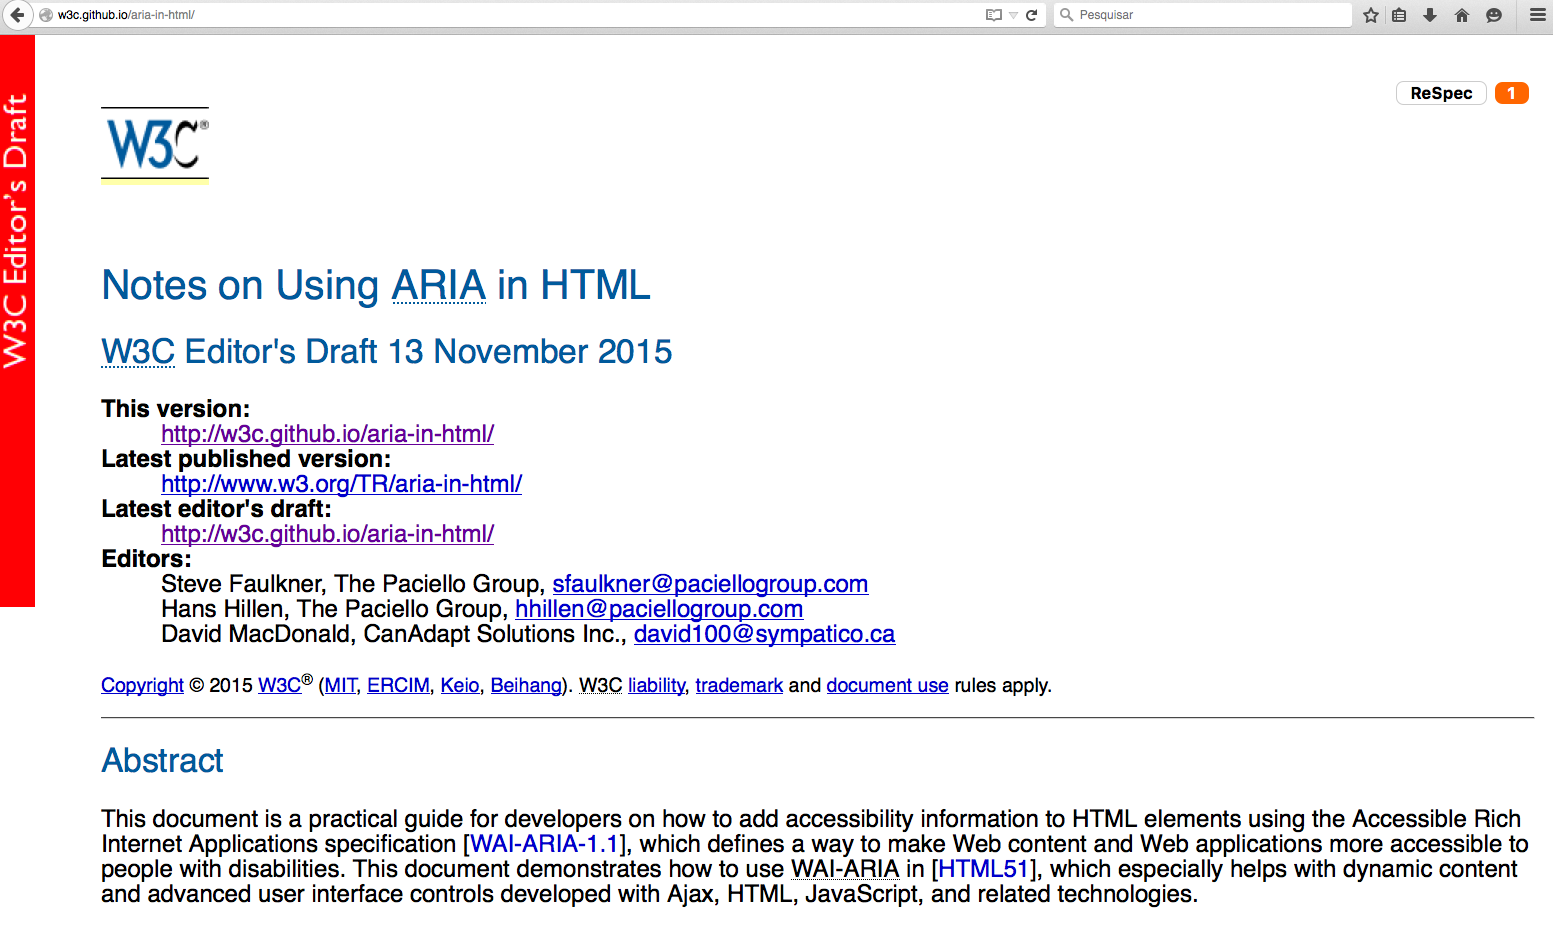 w3c.github.io/aria-in-html/
Pesquisar
W3C Editor's Draft
ReSpec 1
W3C®
Notes on Using ARIA in HTML
W3C Editor's Draft 13 November 2015
This version:
http://w3c.github.io/aria-in-html/
Latest published version:
http://www.w3.org/TR/aria-in-html/
Latest editor's draft:
http://w3c.github.io/aria-in-html/
Editors:
Steve Faulkner, The Paciello Group, sfaulkner@paciellogroup.com
Hans Hillen, The Paciello Group, hhillen@paciellogroup.com
David MacDonald, CanAdapt Solutions Inc., david100@sympatico.ca
Copyright © 2015 W3C® (MIT, ERCIM, Keio, Beihang). W3C liability, trademark and document use rules apply.
Abstract
This document is a practical guide for developers on how to add accessibility information to HTML elements using the Accessible Rich
Internet Applications specification [WAI-ARIA-1.1], which defines a way to make Web content and Web applications more accessible to
people with disabilities. This document demonstrates how to use WAI-ARIA in [HTML51], which especially helps with dynamic content
and advanced user interface controls developed with Ajax, HTML, JavaScript, and related technologies.